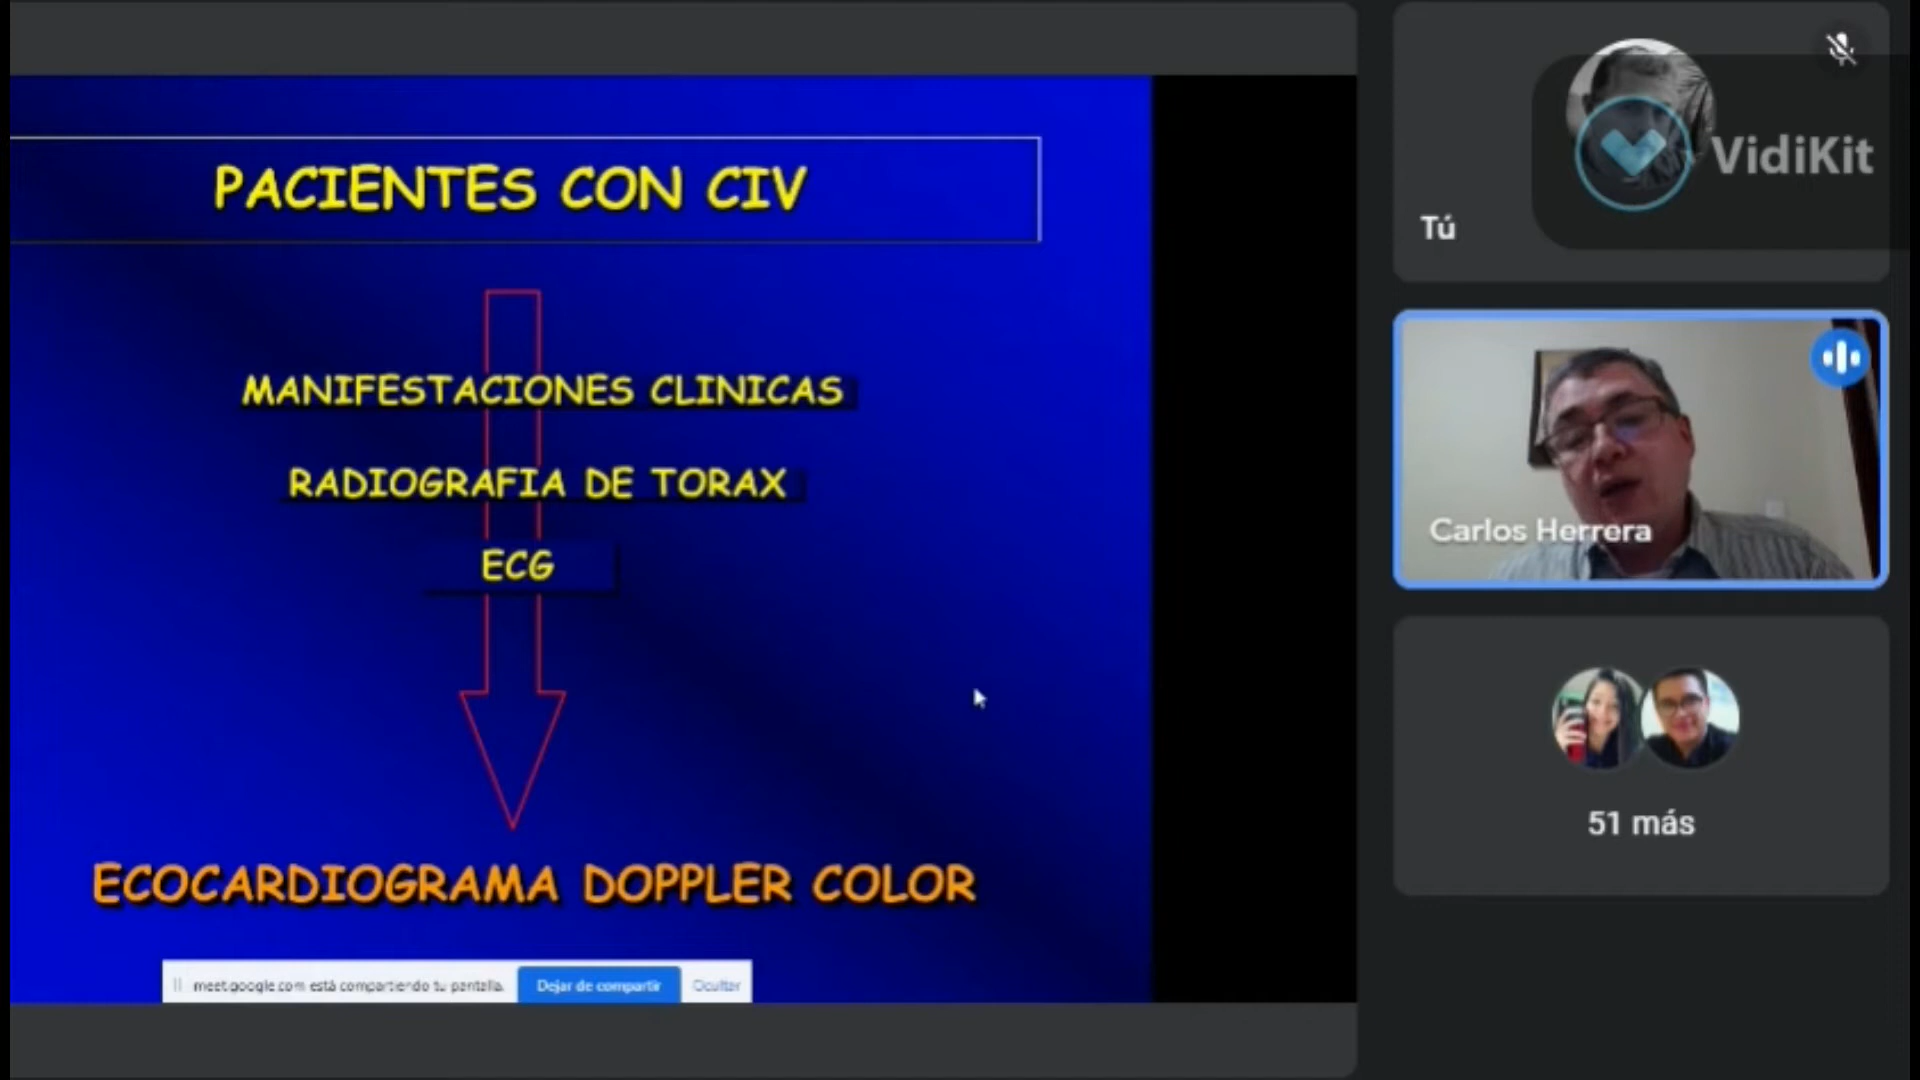 PACIENTES CON CIV
MANIFESTACIONES CLINICAS
RADIOGRAFIA DE TORAX
ECG
ECOCARDIOGRAMA DOPPLER COLOR
meet.google.com está compartiendo tu pantalla.
Dejar de compartir
Ocultar
VidiKit
Tú
Carlos Herrera
51 más